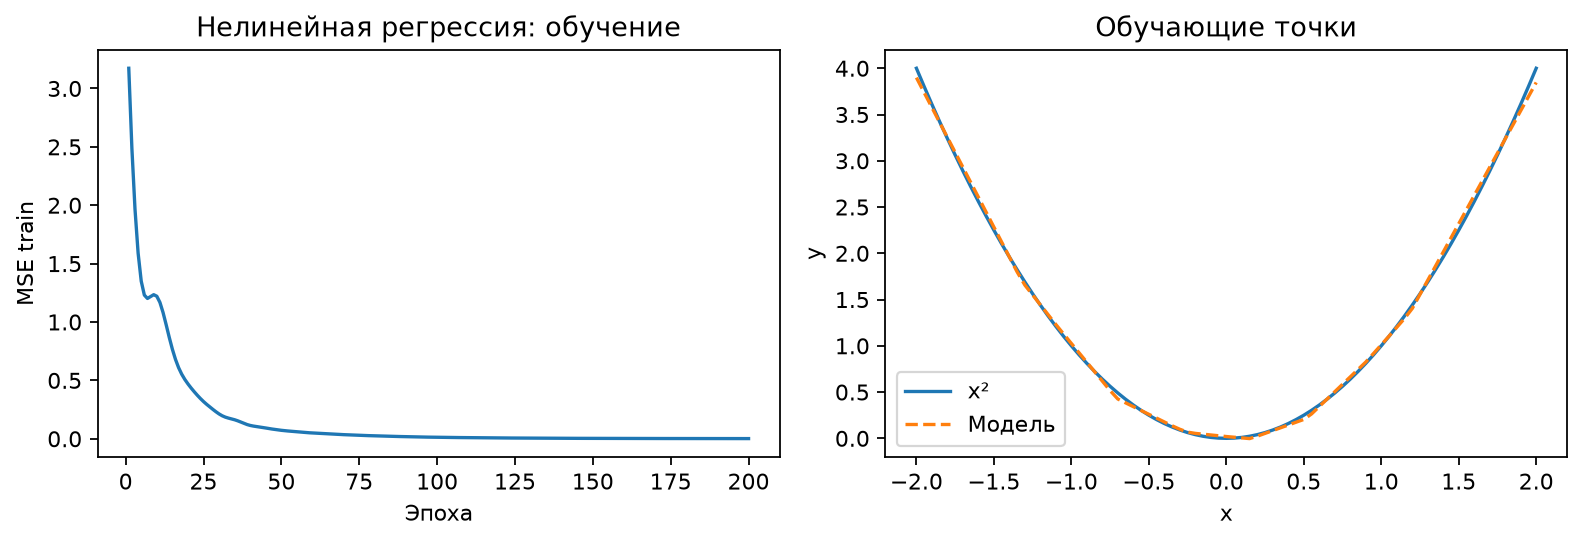 Нелинейная регрессия: обучение
MSE train
3.0
2.5
2.0
1.5
1.0
0.5
0.0
0 25 50 75 100 125 150 175 200
Эпоха
Обучающие точки
y
4.0
3.5
3.0
2.5
2.0
1.5
1.0
0.5
0.0
x²
Модель
−2.0 −1.5 −1.0 −0.5 0.0 0.5 1.0 1.5 2.0
x